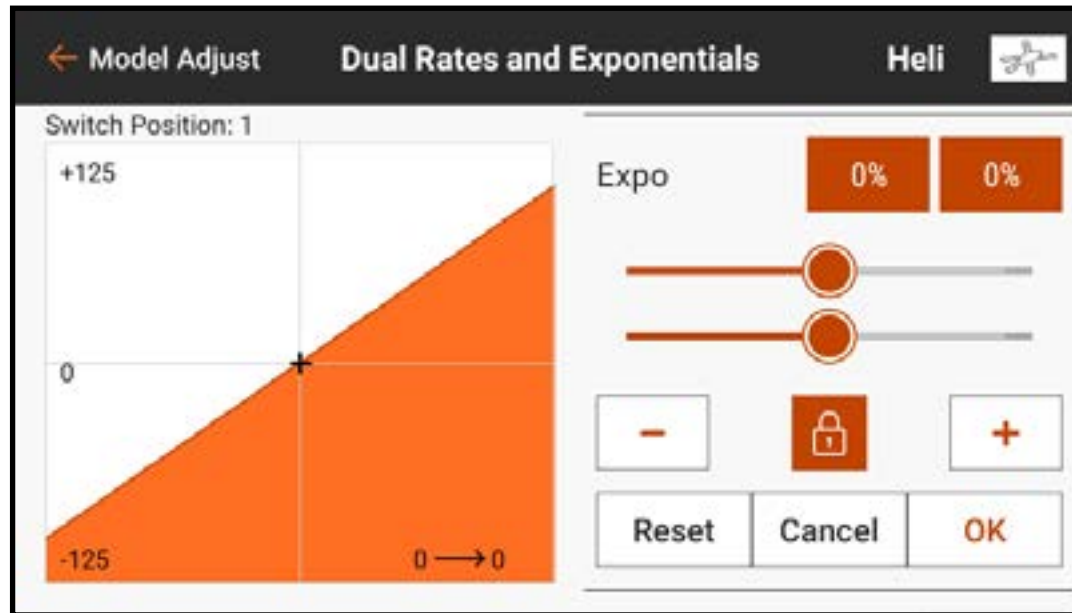 ← Model Adjust Dual Rates and Exponentials Heli
Switch Position: 1
+125
0
-125
0 → 0
Expo 0% 0%
− +
Reset Cancel OK